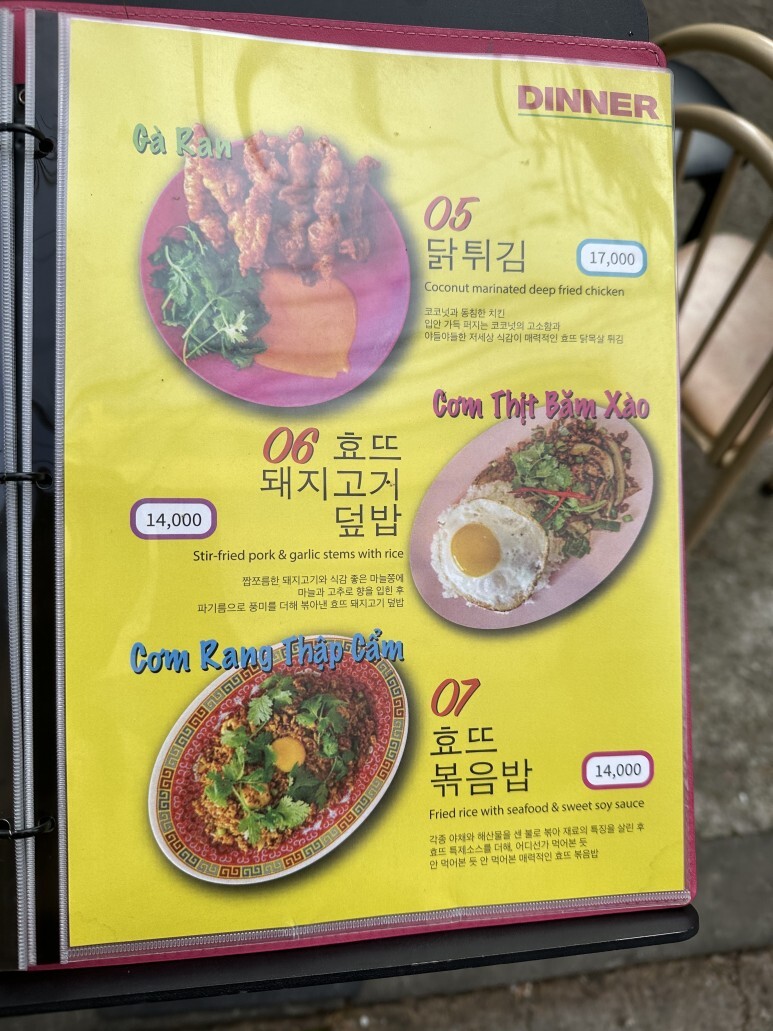 DINNER
Gà Ran
05
닭튀김
17,000
Coconut marinated deep fried chicken
코코넛과 동침한 치킨
입안 가득 퍼지는 코코넛의 고소함과
야들야들한 저세상 식감이 매력적인 효뜨 닭목살 튀김
Cơm Thịt Băm Xào
06 효뜨
돼지고기
덮밥
14,000
Stir-fried pork & garlic stems with rice
짭쪼름한 돼지고기와 식감 좋은 마늘쫑에
마늘과 고추로 향을 입힌 후
파기름으로 풍미를 더해 볶아낸 효뜨 돼지고기 덮밥
Cơm Rang Thập Cẩm
07
효뜨
볶음밥
14,000
Fried rice with seafood & sweet soy sauce
각종 야채와 해산물을 센 불로 볶아 재료의 특징을 살린 후
효뜨 특제소스를 더해, 어디선가 먹어본 듯
안 먹어본 듯 안 먹어본 매력적인 효뜨 볶음밥